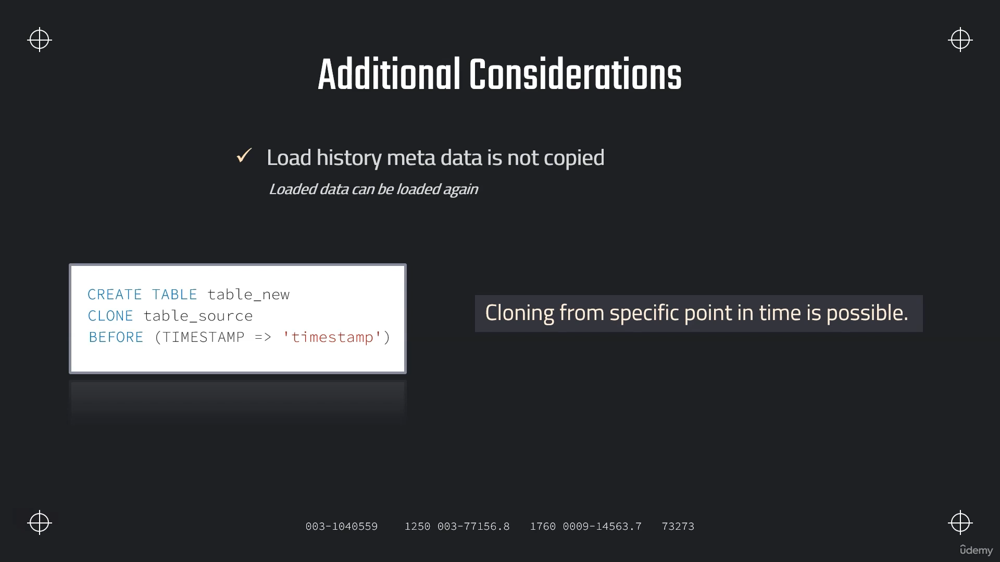 Additional Considerations
✓ Load history meta data is not copied
Loaded data can be loaded again
CREATE TABLE table_new
CLONE table_source
BEFORE (TIMESTAMP => 'timestamp')
Cloning from specific point in time is possible.
003-1040559 1250 003-77156.8 1760 0009-14563.7 73273
ûdemy